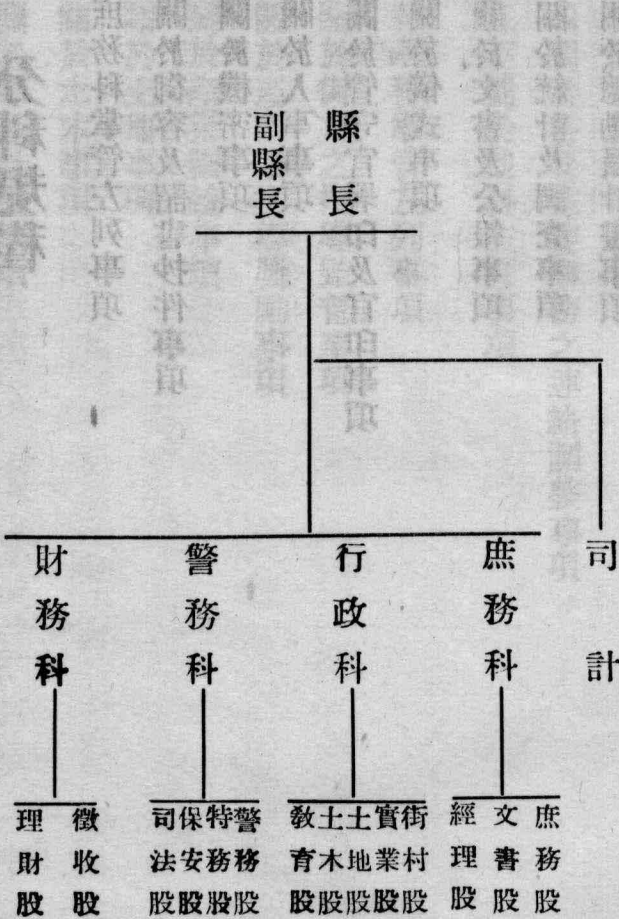 縣長
副縣長
司計
庶務科
行政科
警務科
財務科
庶務股
文書股
經理股
街村股
實業股
土地股
土木股
敎育股
警務股
特務股
保安股
司法股
徵收股
理財股